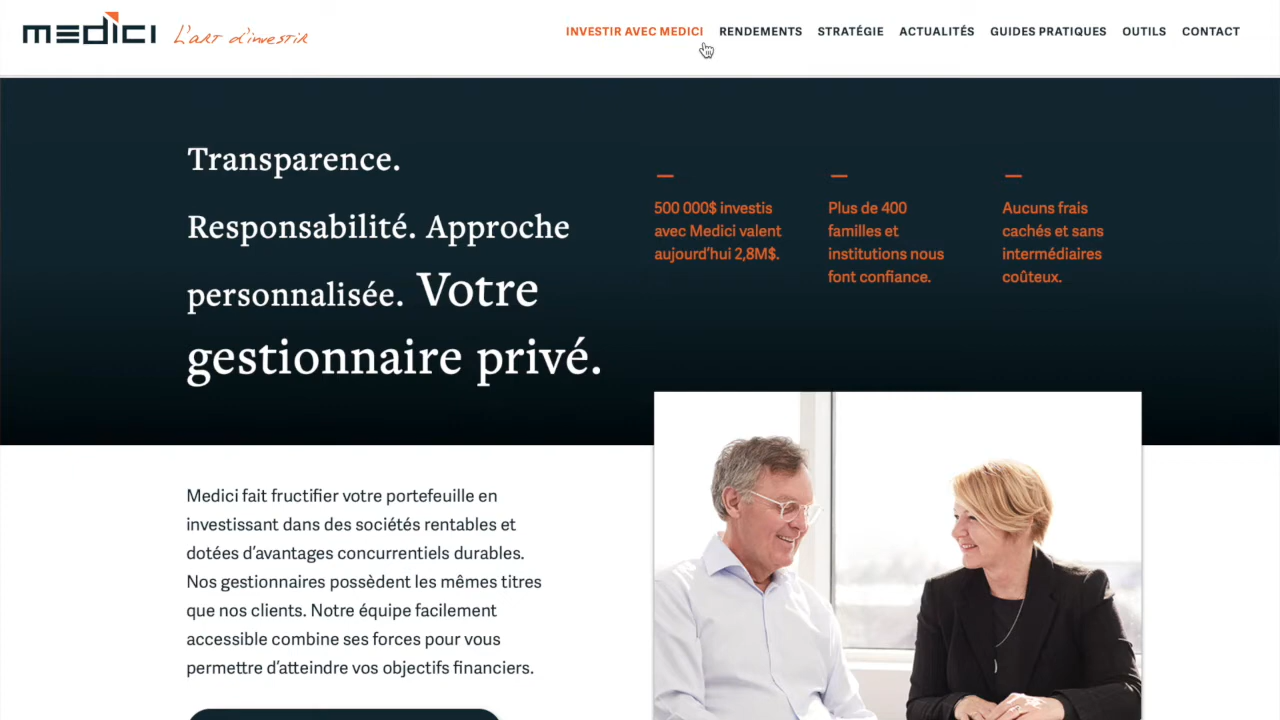 MEDICI L'art d'investir
INVESTIR AVEC MEDICI RENDEMENTS STRATÉGIE ACTUALITÉS GUIDES PRATIQUES OUTILS CONTACT
Transparence.
Responsabilité. Approche
personnalisée. Votre
gestionnaire privé.
500 000$ investis
avec Medici valent
aujourd'hui 2,8M$.
Plus de 400
familles et
institutions nous
font confiance.
Aucuns frais
cachés et sans
intermédiaires
coûteux.
Medici fait fructifier votre portefeuille en
investissant dans des sociétés rentables et
dotées d'avantages concurrentiels durables.
Nos gestionnaires possèdent les mêmes titres
que nos clients. Notre équipe facilement
accessible combine ses forces pour vous
permettre d'atteindre vos objectifs financiers.